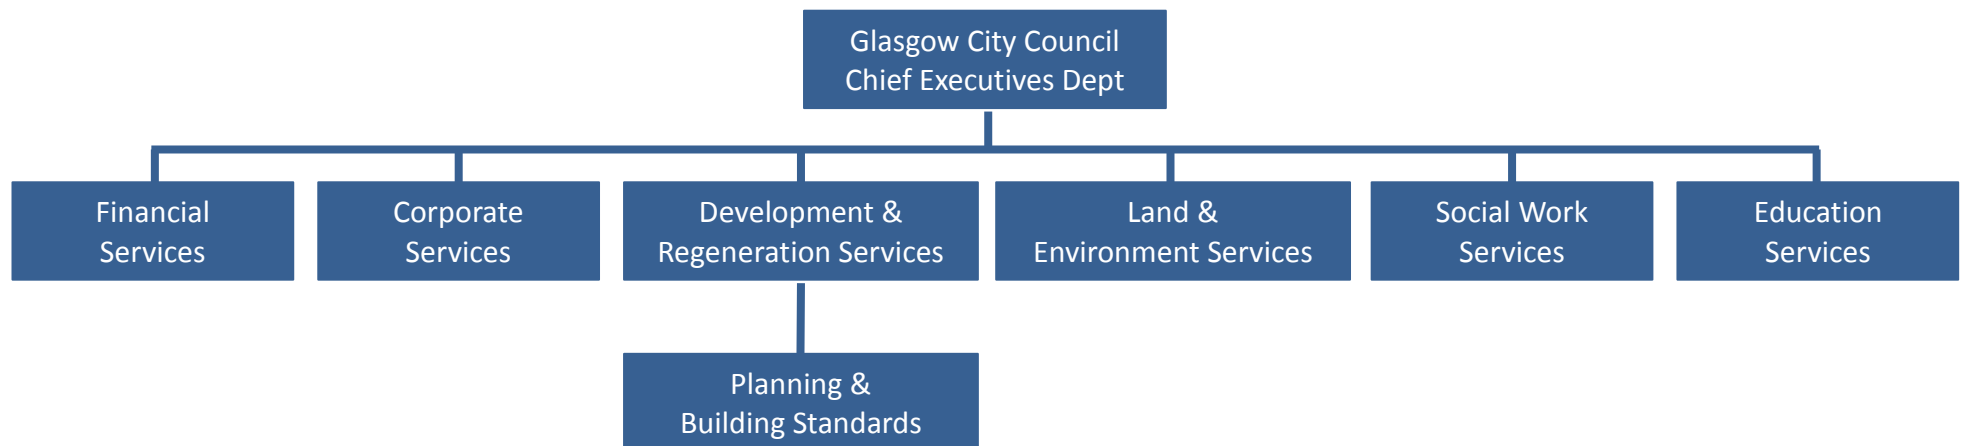 Glasgow City Council
Chief Executives Dept
Financial
Services
Corporate
Services
Development &
Regeneration Services
Land &
Environment Services
Social Work
Services
Education
Services
Planning &
Building Standards